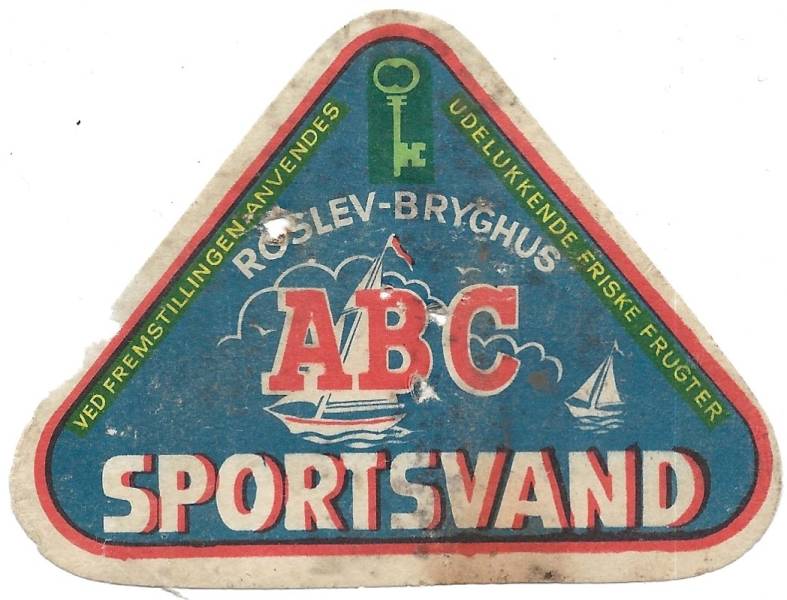 VED FREMSTILLINGEN ANVENDES
UDELUKKENDE FRISKE FRUGTER
ROSLEV-BRYGHUS
ABC
SPORTSVAND